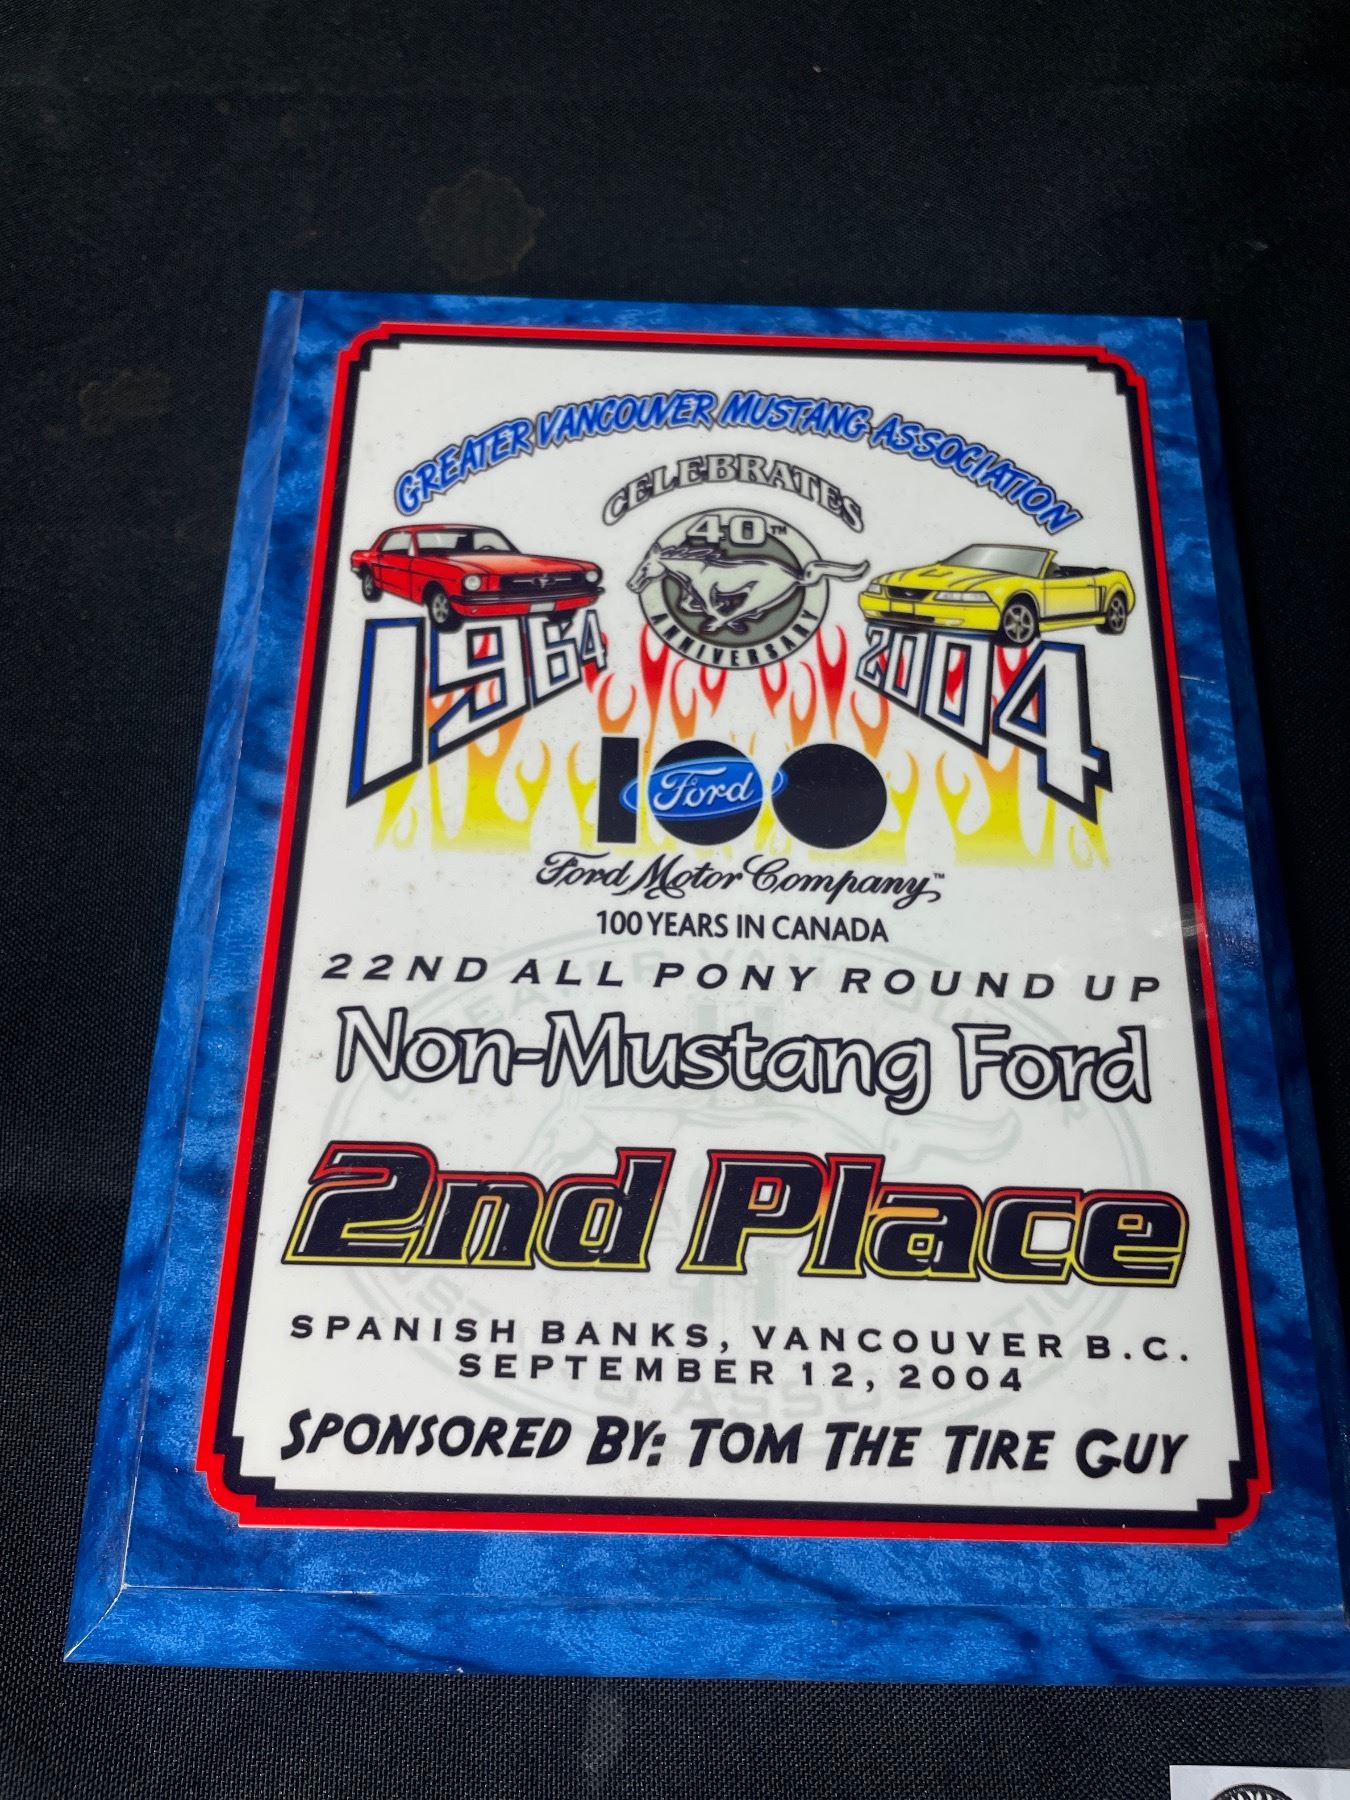 GREATER VANCOUVER MUSTANG ASSOCIATION
CELEBRATES
40™
ANNIVERSARY
1964
2004
100
Ford
Ford Motor Company™
100 YEARS IN CANADA
22ND ALL PONY ROUND UP
Non-Mustang Ford
2nd Place
SPANISH BANKS, VANCOUVER B.C.
SEPTEMBER 12, 2004
SPONSORED BY: TOM THE TIRE GUY